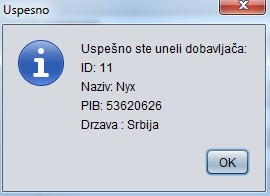 Uspesno
Uspešno ste uneli dobavljača:
ID: 11
Naziv: Nyx
PIB: 53620626
Drzava : Srbija
OK